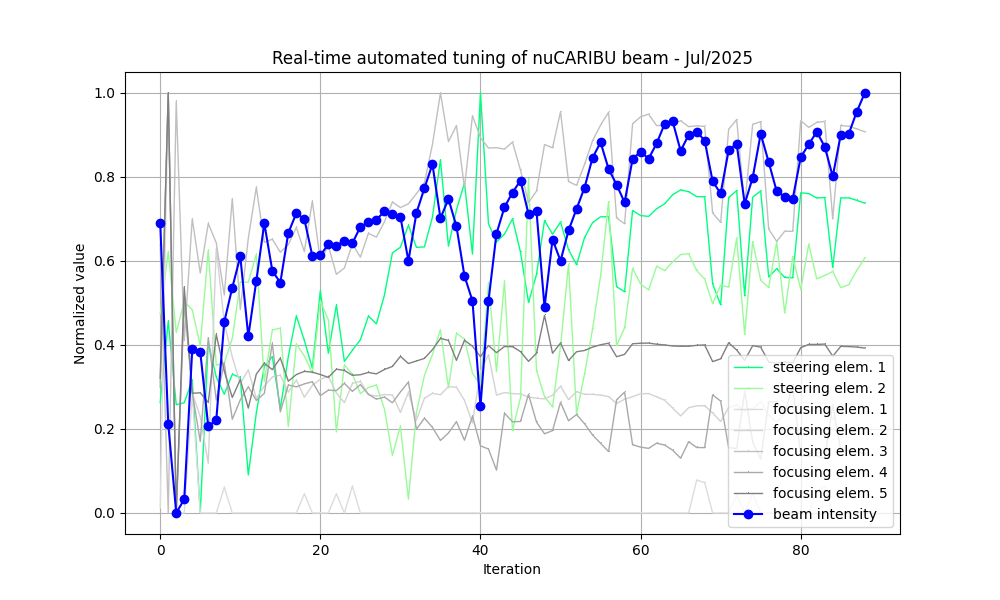 Real-time automated tuning of nuCARIBU beam - Jul/2025
Normalized value
1.0
0.8
0.6
0.4
0.2
0.0
0
20
40
60
80
Iteration
steering elem. 1
steering elem. 2
focusing elem. 1
focusing elem. 2
focusing elem. 3
focusing elem. 4
focusing elem. 5
beam intensity